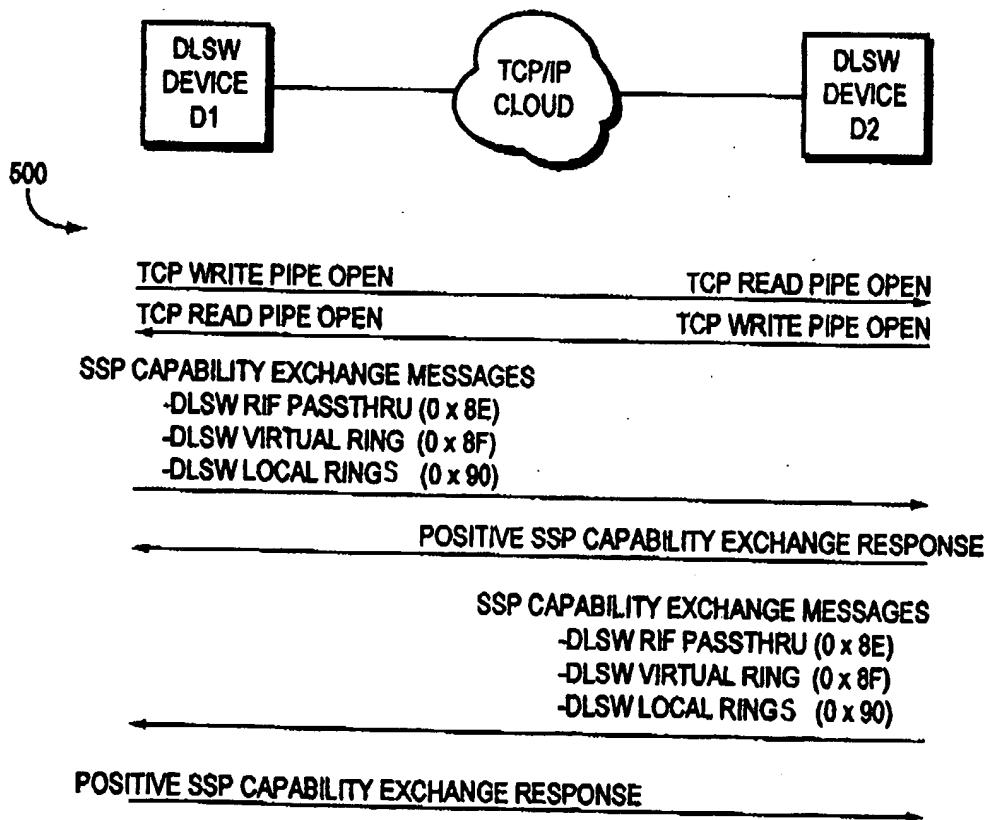 DLSW
DEVICE
D1
TCP/IP
CLOUD
DLSW
DEVICE
D2
500
TCP WRITE PIPE OPEN
TCP READ PIPE OPEN
TCP READ PIPE OPEN
TCP WRITE PIPE OPEN
SSP CAPABILITY EXCHANGE MESSAGES
-DLSW RIF PASSTHRU (0 x 8E)
-DLSW VIRTUAL RING (0 x 8F)
-DLSW LOCAL RINGS (0 x 90)
POSITIVE SSP CAPABILITY EXCHANGE RESPONSE
SSP CAPABILITY EXCHANGE MESSAGES
-DLSW RIF PASSTHRU (0 x 8E)
-DLSW VIRTUAL RING (0 x 8F)
-DLSW LOCAL RINGS (0 x 90)
POSITIVE SSP CAPABILITY EXCHANGE RESPONSE